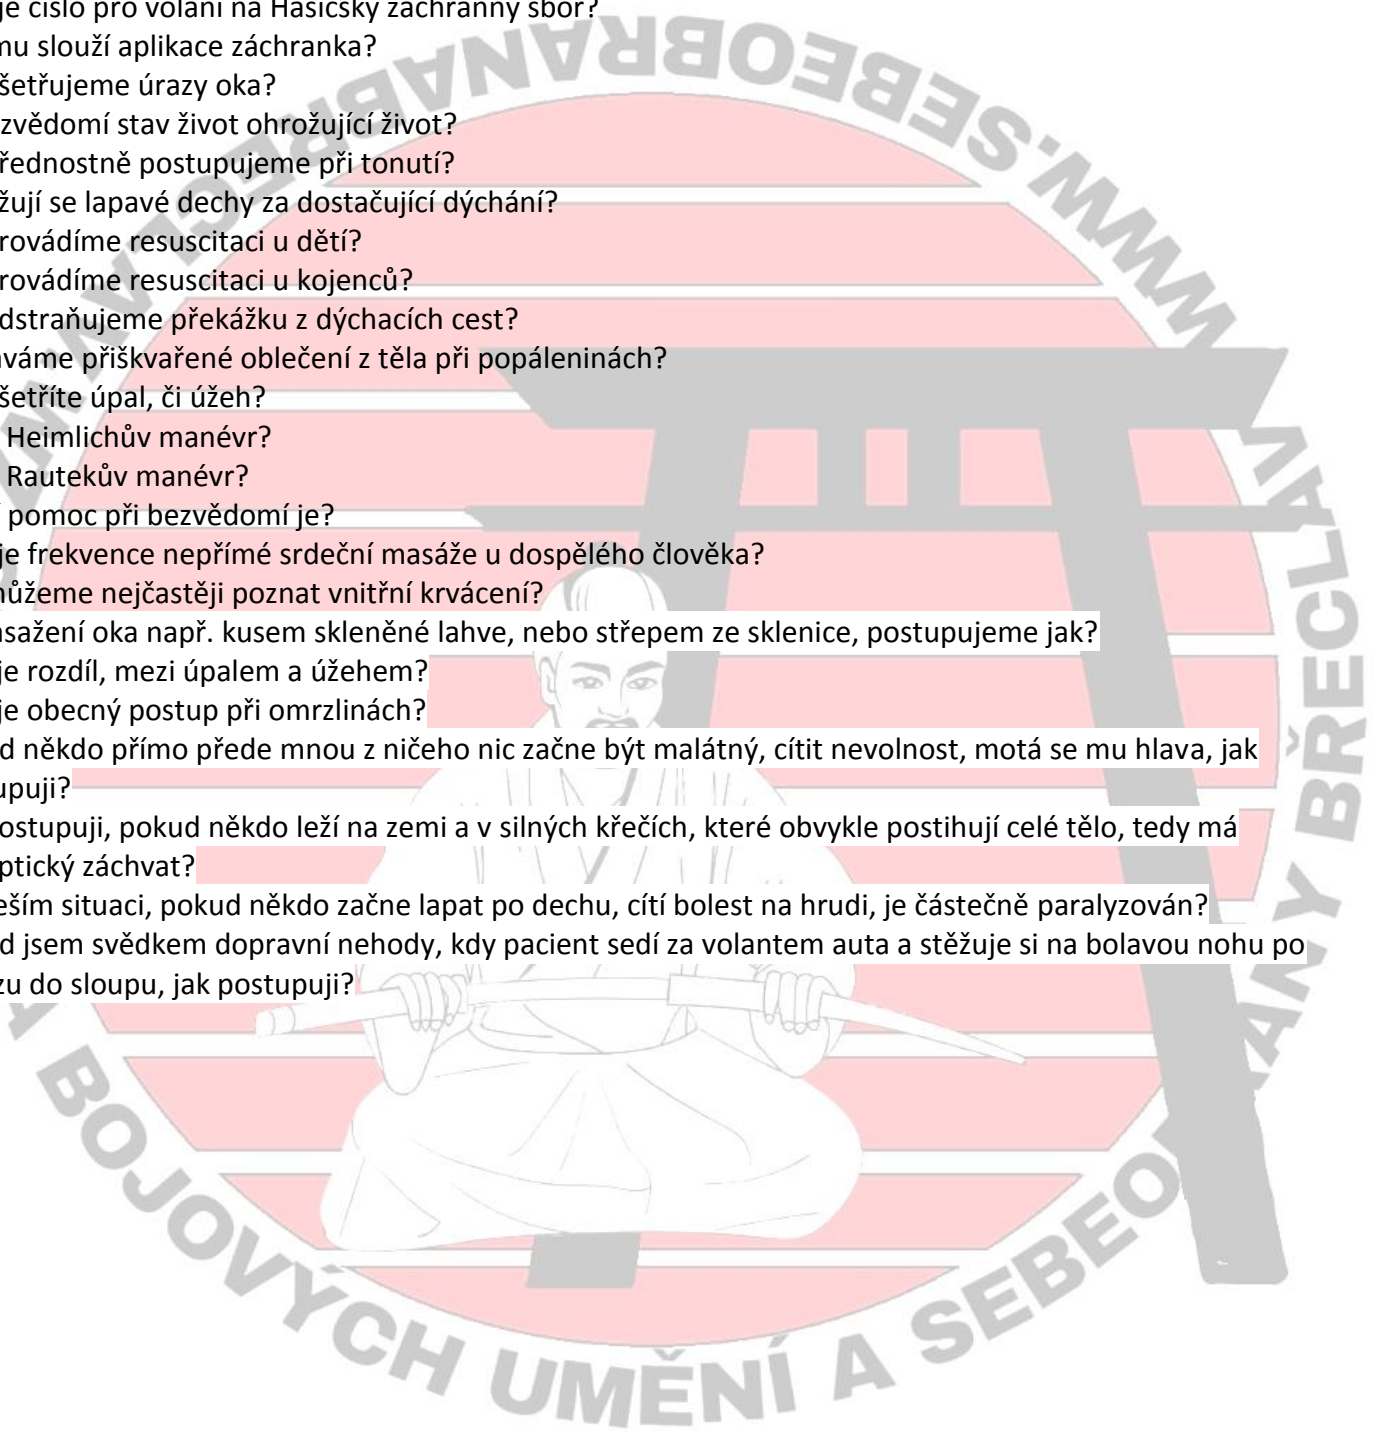 je číslo pro volání na Hasičský záchranný sbor?
mu slouží aplikace záchranka?
šetřujeme úrazy oka?
zvědomí stav život ohrožující život?
řednostně postupujeme při tonutí?
žují se lapavé dechy za dostačující dýchání?
rovádíme resuscitaci u dětí?
rovádíme resuscitaci u kojenců?
dstraňujeme překážku z dýchacích cest?
váme přiškvařené oblečení z těla při popáleninách?
šetříte úpal, či úžeh?
Heimlichův manévr?
Rautekův manévr?
í pomoc při bezvědomí je?
je frekvence nepřímé srdeční masáže u dospělého člověka?
můžeme nejčastěji poznat vnitřní krvácení?
asažení oka např. kusem skleněné lahve, nebo střepem ze sklenice, postupujeme jak?
je rozdíl, mezi úpalem a úžehem?
je obecný postup při omrzlinách?
d někdo přímo přede mnou z ničeho nic začne být malátný, cítit nevolnost, motá se mu hlava, jak
upuji?
ostupuji, pokud někdo leží na zemi a v silných křečích, které obvykle postihují celé tělo, tedy má
ptický záchvat?
eším situaci, pokud někdo začne lapat po dechu, cítí bolest na hrudi, je částečně paralyzován?
d jsem svědkem dopravní nehody, kdy pacient sedí za volantem auta a stěžuje si na bolavou nohu po
zu do sloupu, jak postupuji?
WWW.SEBEOBRANABRECLAV.WZ
A BOJOVÝCH UMĚNÍ A SEBEOBRANY BŘECLAV